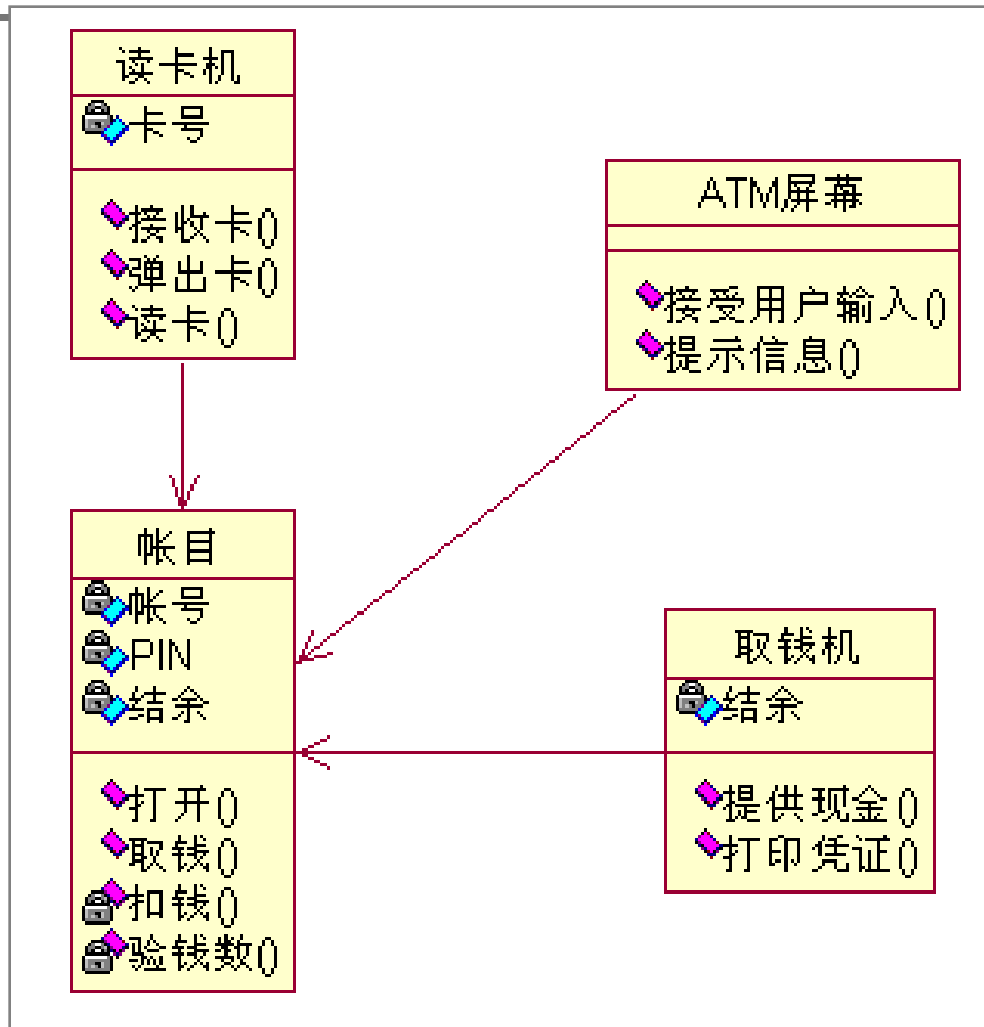 读卡机
卡号
接收卡()
弹出卡()
读卡()
ATM屏幕
接受用户输入()
提示信息()
帐目
帐号
PIN
结余
打开()
取钱()
扣钱()
验钱数()
取钱机
结余
提供现金()
打印凭证()